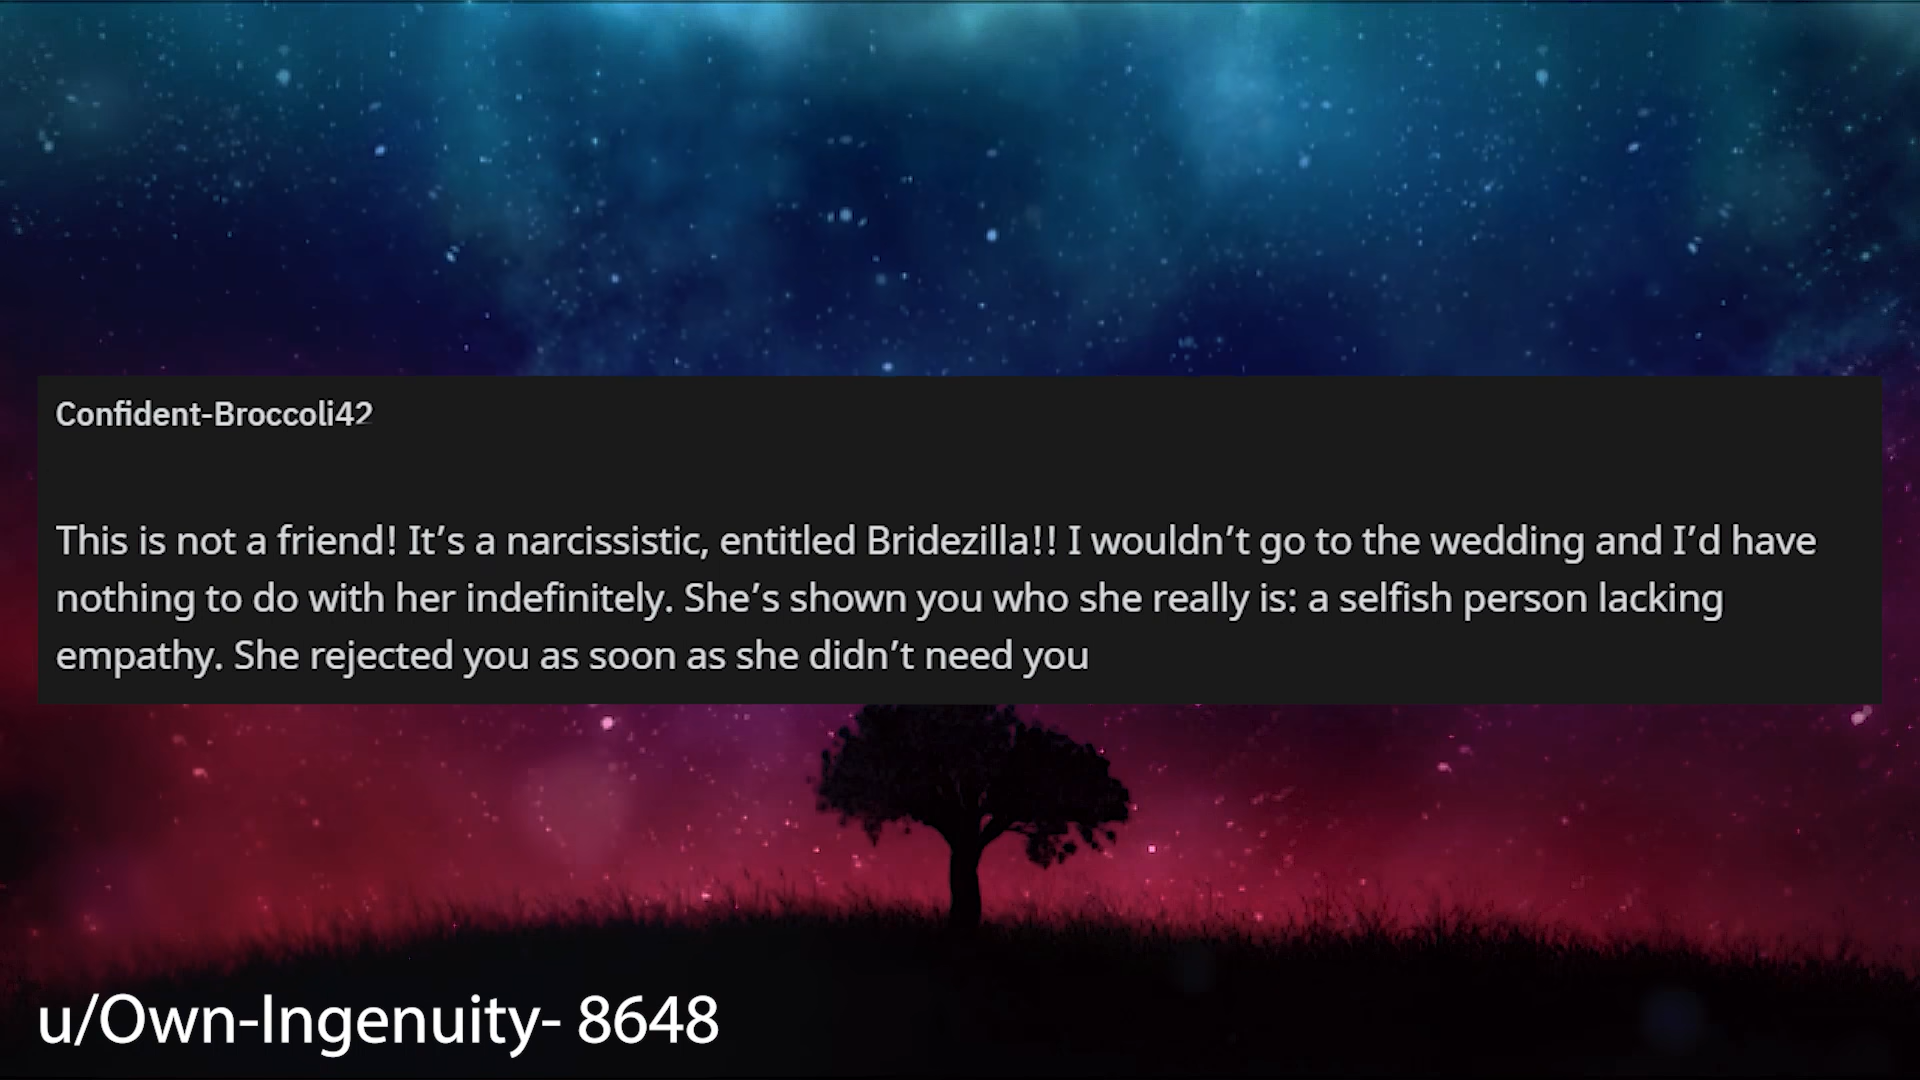 Confident-Broccoli42
This is not a friend! It’s a narcissistic, entitled Bridezilla!! I wouldn’t go to the wedding and I’d have
nothing to do with her indefinitely. She’s shown you who she really is: a selfish person lacking
empathy. She rejected you as soon as she didn’t need you
u/Own-Ingenuity- 8648